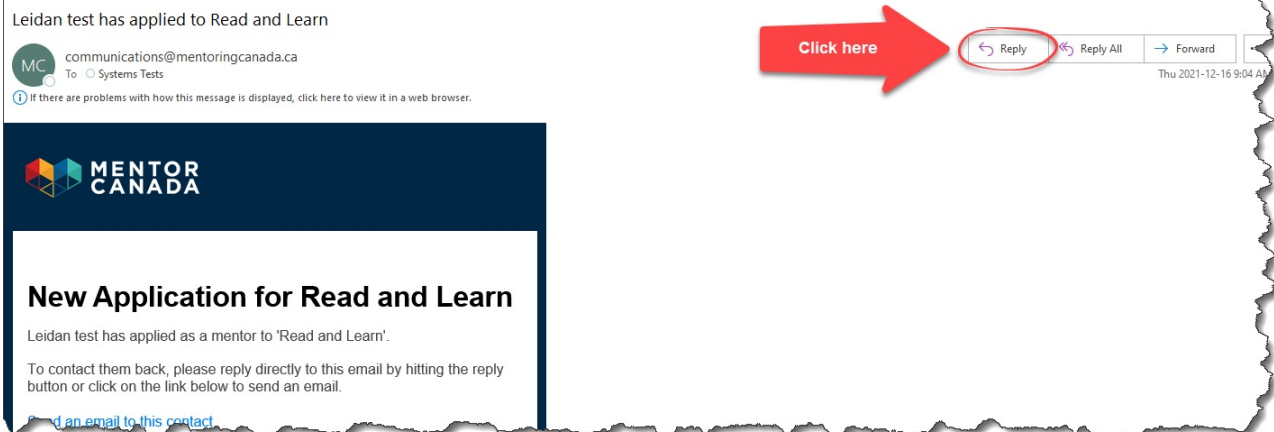 Leidan test has applied to Read and Learn
MC
communications@mentoringcanada.ca
To Systems Tests
If there are problems with how this message is displayed, click here to view it in a web browser.
Click here
Reply
Reply All
Forward
Thu 2021-12-16 9:04 AM
MENTOR
CANADA
New Application for Read and Learn
Leidan test has applied as a mentor to 'Read and Learn'.
To contact them back, please reply directly to this email by hitting the reply
button or click on the link below to send an email.
Send an email to this contact